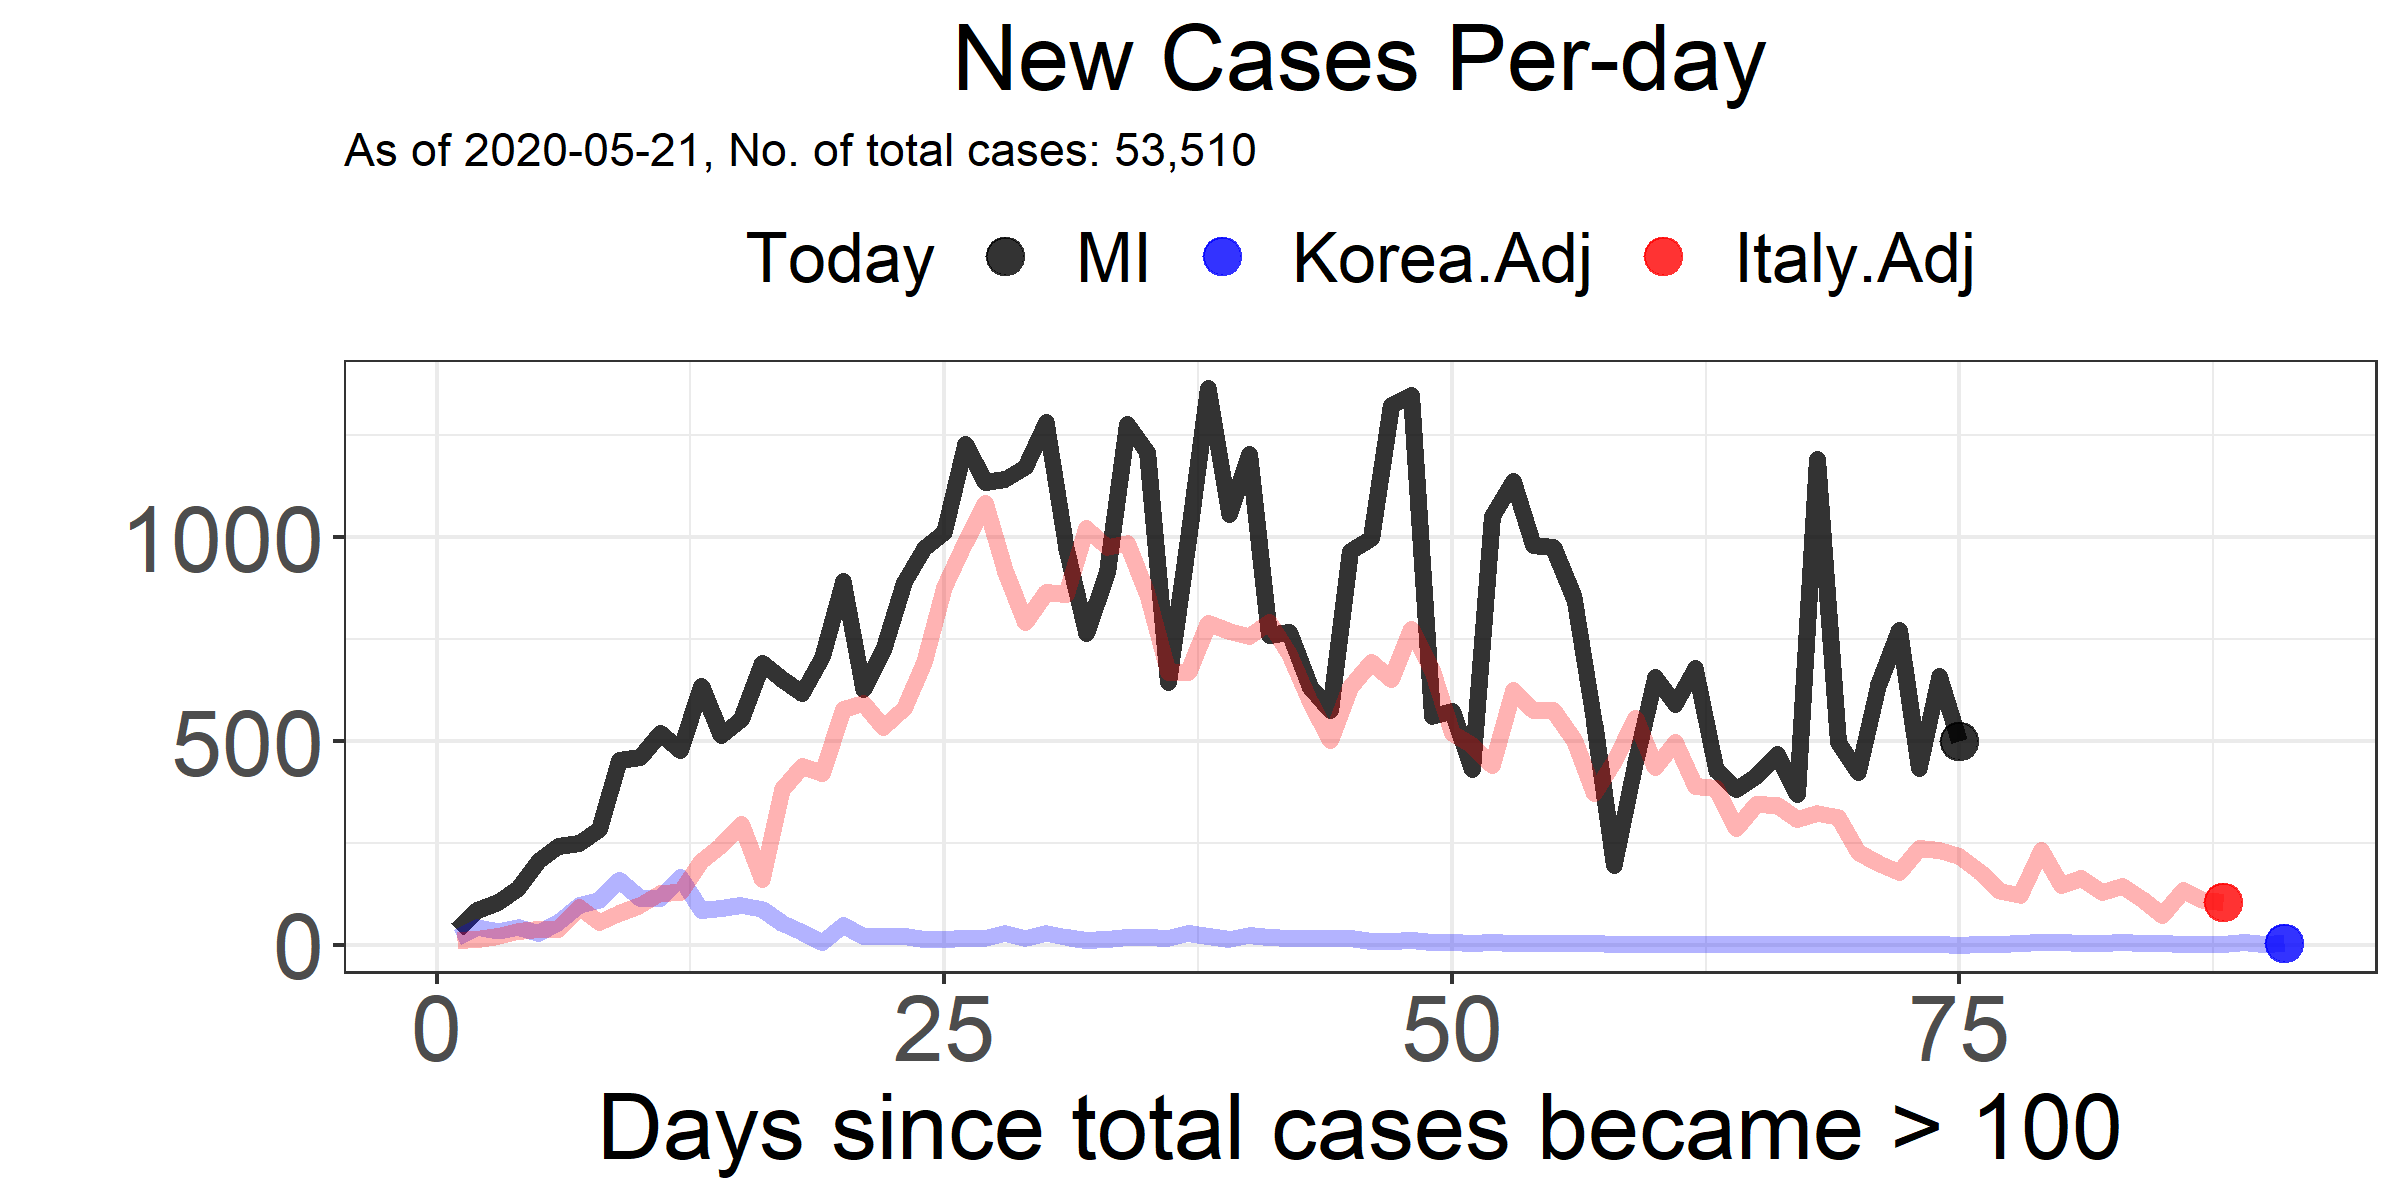 New Cases Per-day
As of 2020-05-21, No. of total cases: 53,510
Today MI Korea.Adj Italy.Adj
1000
500
0
0 25 50 75
Days since total cases became > 100